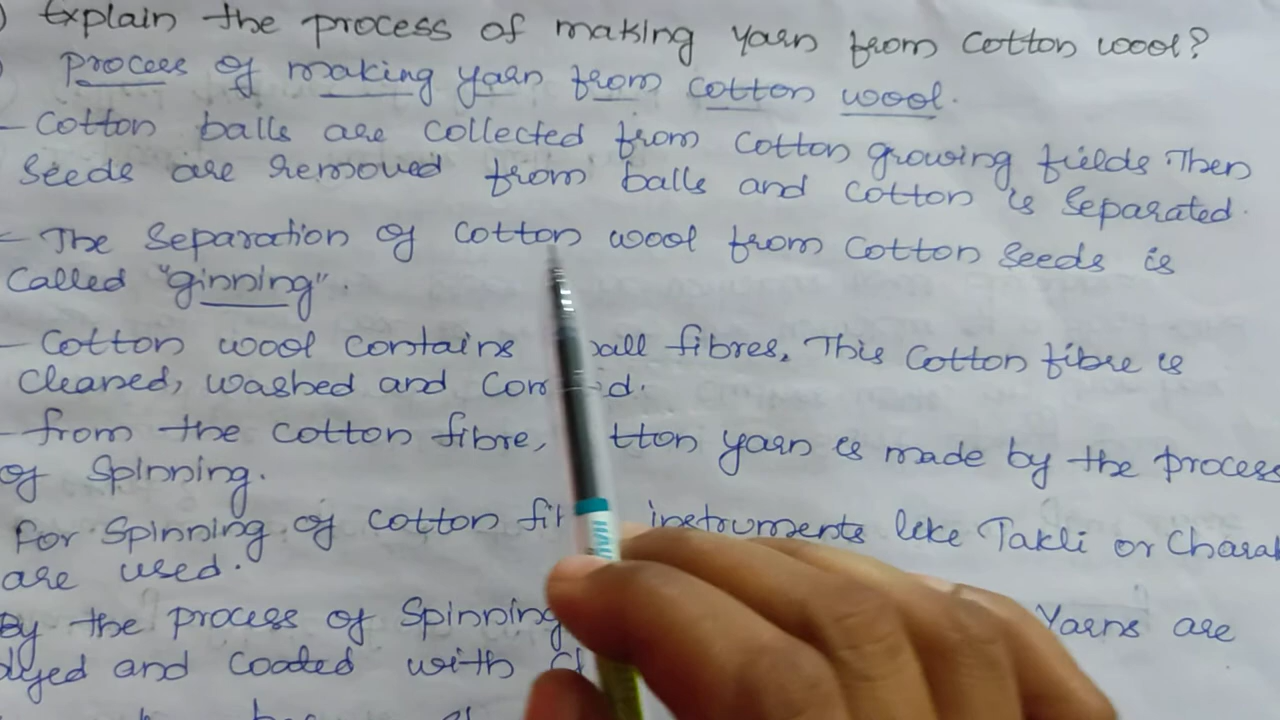 Explain the process of making yarn from cotton wool?
Process of making yarn from cotton wool.
- Cotton balls are collected from cotton growing fields Then
Seeds are removed from balls and cotton is separated.
- The separation of cotton wool from cotton seeds is
called "ginning".
- Cotton wool contains fibres, This cotton fibre is
cleaned, washed and
- from the cotton fibre, yarn is made by the process
of spinning.
For spinning of cotton instruments like Takli or
are used.
By the process of spinning Yarns are
dyed and coated with